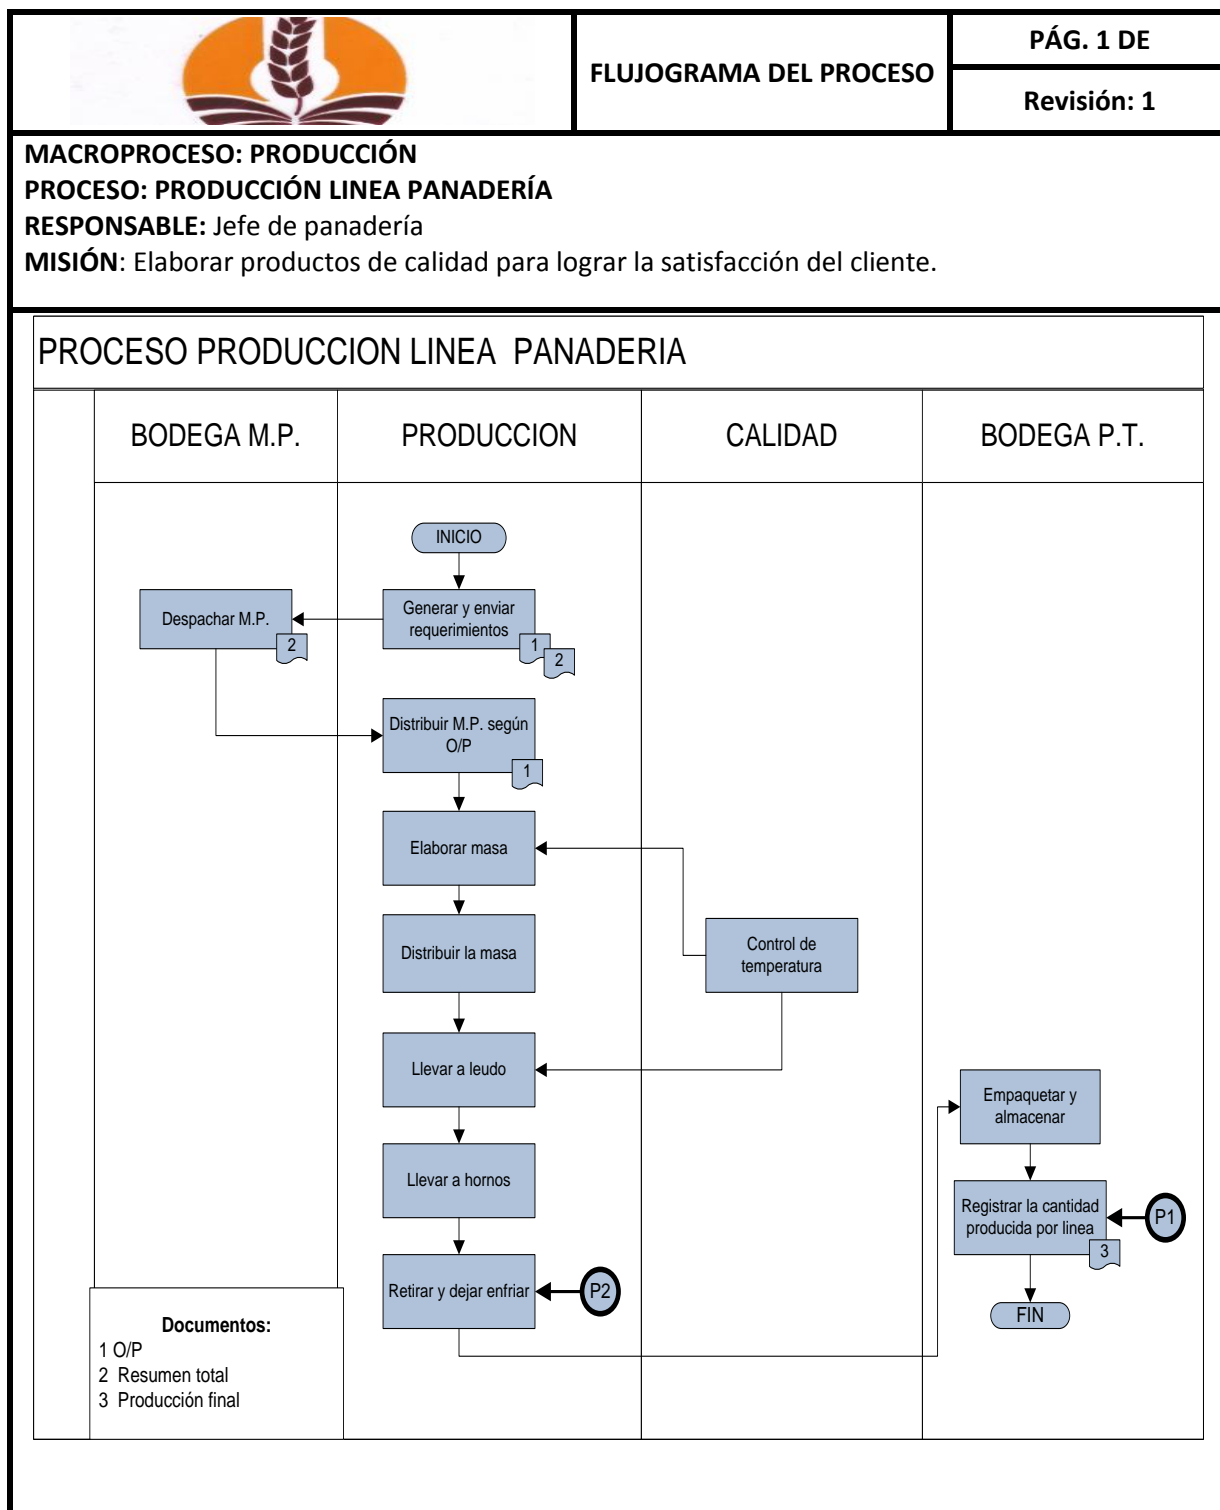 FLUJOGRAMA DEL PROCESO
PÁG. 1 DE
Revisión: 1
MACROPROCESO: PRODUCCIÓN
PROCESO: PRODUCCIÓN LINEA PANADERÍA
RESPONSABLE: Jefe de panadería
MISIÓN: Elaborar productos de calidad para lograr la satisfacción del cliente.
PROCESO PRODUCCION LINEA PANADERIA
BODEGA M.P.
PRODUCCION
CALIDAD
BODEGA P.T.
INICIO
Generar y enviar
requerimientos
1
2
Despachar M.P.
2
Distribuir M.P. según
O/P
1
Elaborar masa
Distribuir la masa
Control de
temperatura
Llevar a leudo
Llevar a hornos
Retirar y dejar enfriar
P2
Empaquetar y
almacenar
Registrar la cantidad
producida por linea
3
P1
FIN
Documentos:
1 O/P
2 Resumen total
3 Producción final